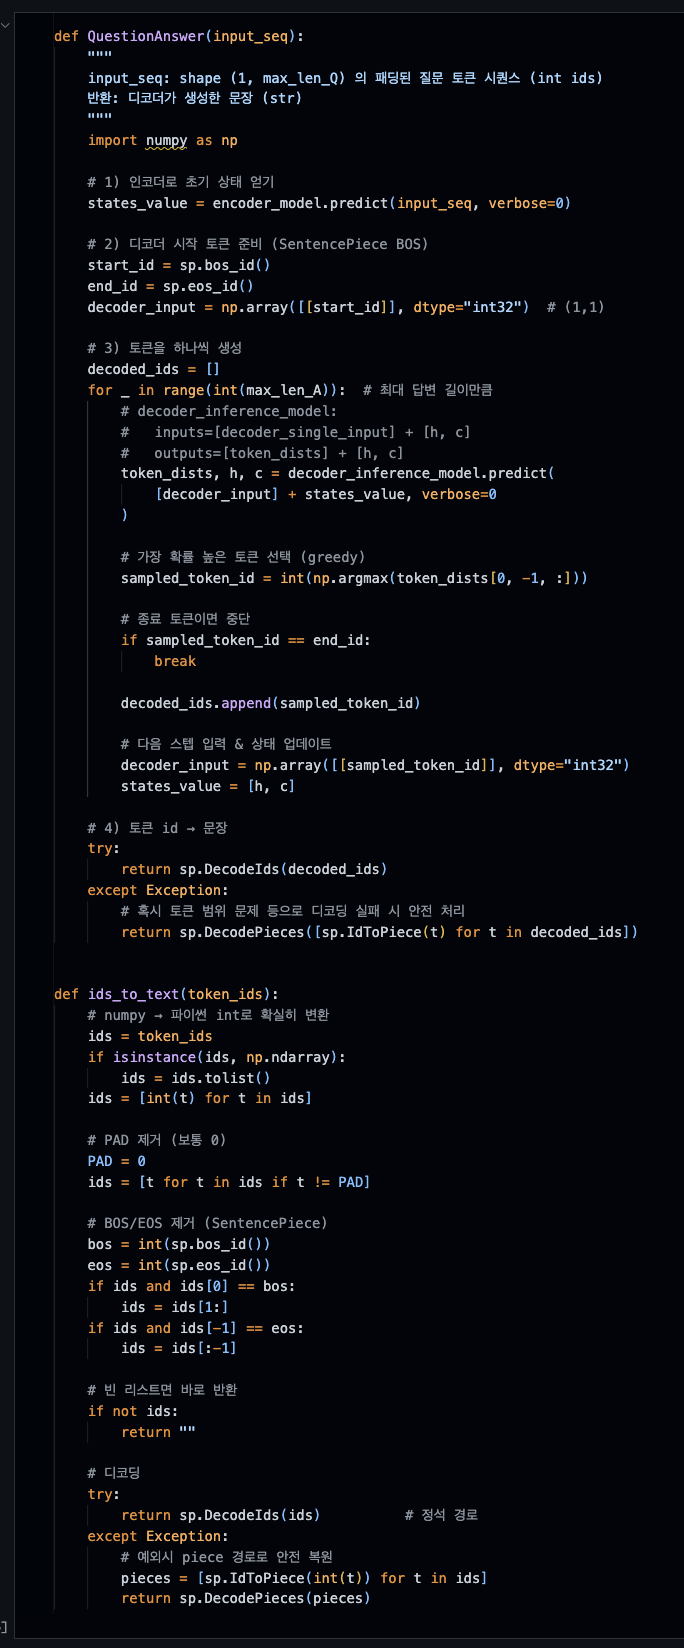 def QuestionAnswer(input_seq):
    """
    input_seq: shape (1, max_len_Q) 의 패딩된 질문 토큰 시퀀스 (int ids)
    반환: 디코더가 생성한 문장 (str)
    """
    import numpy as np

    # 1) 인코더로 초기 상태 얻기
    states_value = encoder_model.predict(input_seq, verbose=0)

    # 2) 디코더 시작 토큰 준비 (SentencePiece BOS)
    start_id = sp.bos_id()
    end_id = sp.eos_id()
    decoder_input = np.array([[start_id]], dtype="int32")  # (1,1)

    # 3) 토큰을 하나씩 생성
    decoded_ids = []
    for _ in range(int(max_len_A)):  # 최대 답변 길이만큼
        # decoder_inference_model:
        #   inputs=[decoder_single_input] + [h, c]
        #   outputs=[token_dists] + [h, c]
        token_dists, h, c = decoder_inference_model.predict(
            [decoder_input] + states_value, verbose=0
        )

        # 가장 확률 높은 토큰 선택 (greedy)
        sampled_token_id = int(np.argmax(token_dists[0, -1, :]))

        # 종료 토큰이면 중단
        if sampled_token_id == end_id:
            break

        decoded_ids.append(sampled_token_id)

        # 다음 스텝 입력 & 상태 업데이트
        decoder_input = np.array([[sampled_token_id]], dtype="int32")
        states_value = [h, c]

    # 4) 토큰 id → 문장
    try:
        return sp.DecodeIds(decoded_ids)
    except Exception:
        # 혹시 토큰 범위 문제 등으로 디코딩 실패 시 안전 처리
        return sp.DecodePieces([sp.IdToPiece(t) for t in decoded_ids])


def ids_to_text(token_ids):
    # numpy → 파이썬 int로 확실히 변환
    ids = token_ids
    if isinstance(ids, np.ndarray):
        ids = ids.tolist()
    ids = [int(t) for t in ids]

    # PAD 제거 (보통 0)
    PAD = 0
    ids = [t for t in ids if t != PAD]

    # BOS/EOS 제거 (SentencePiece)
    bos = int(sp.bos_id())
    eos = int(sp.eos_id())
    if ids and ids[0] == bos:
        ids = ids[1:]
    if ids and ids[-1] == eos:
        ids = ids[:-1]

    # 빈 리스트면 바로 반환
    if not ids:
        return ""

    # 디코딩
    try:
        return sp.DecodeIds(ids)          # 정석 경로
    except Exception:
        # 예외시 piece 경로로 안전 복원
        pieces = [sp.IdToPiece(int(t)) for t in ids]
        return sp.DecodePieces(pieces)